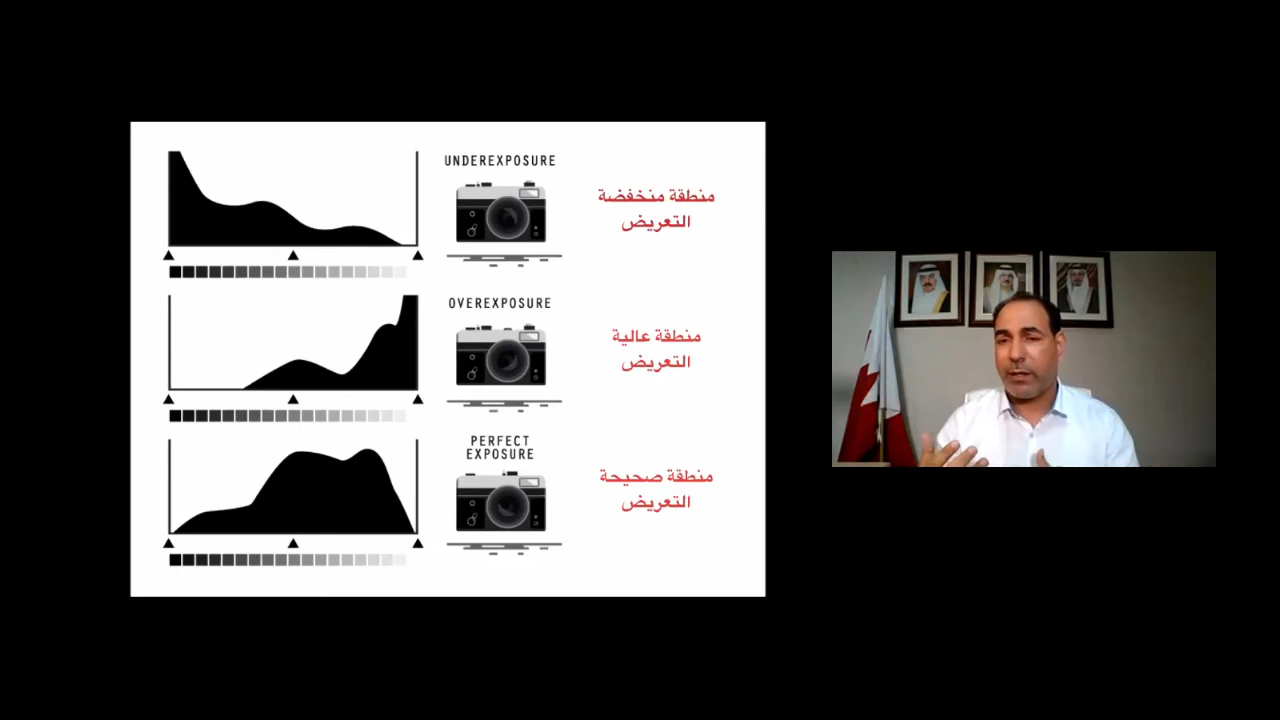 UNDEREXPOSURE
منطقة منخفضة
التعريض
OVEREXPOSURE
منطقة عالية
التعريض
PERFECT
EXPOSURE
منطقة صحيحة
التعريض